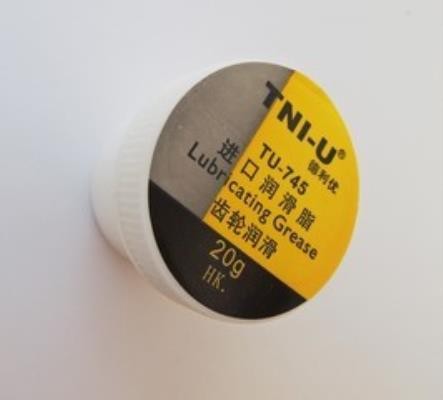 TNI-U®
德利优
TU-745
进口润滑脂
Lubricating Grease
齿轮润滑
20g
HK.